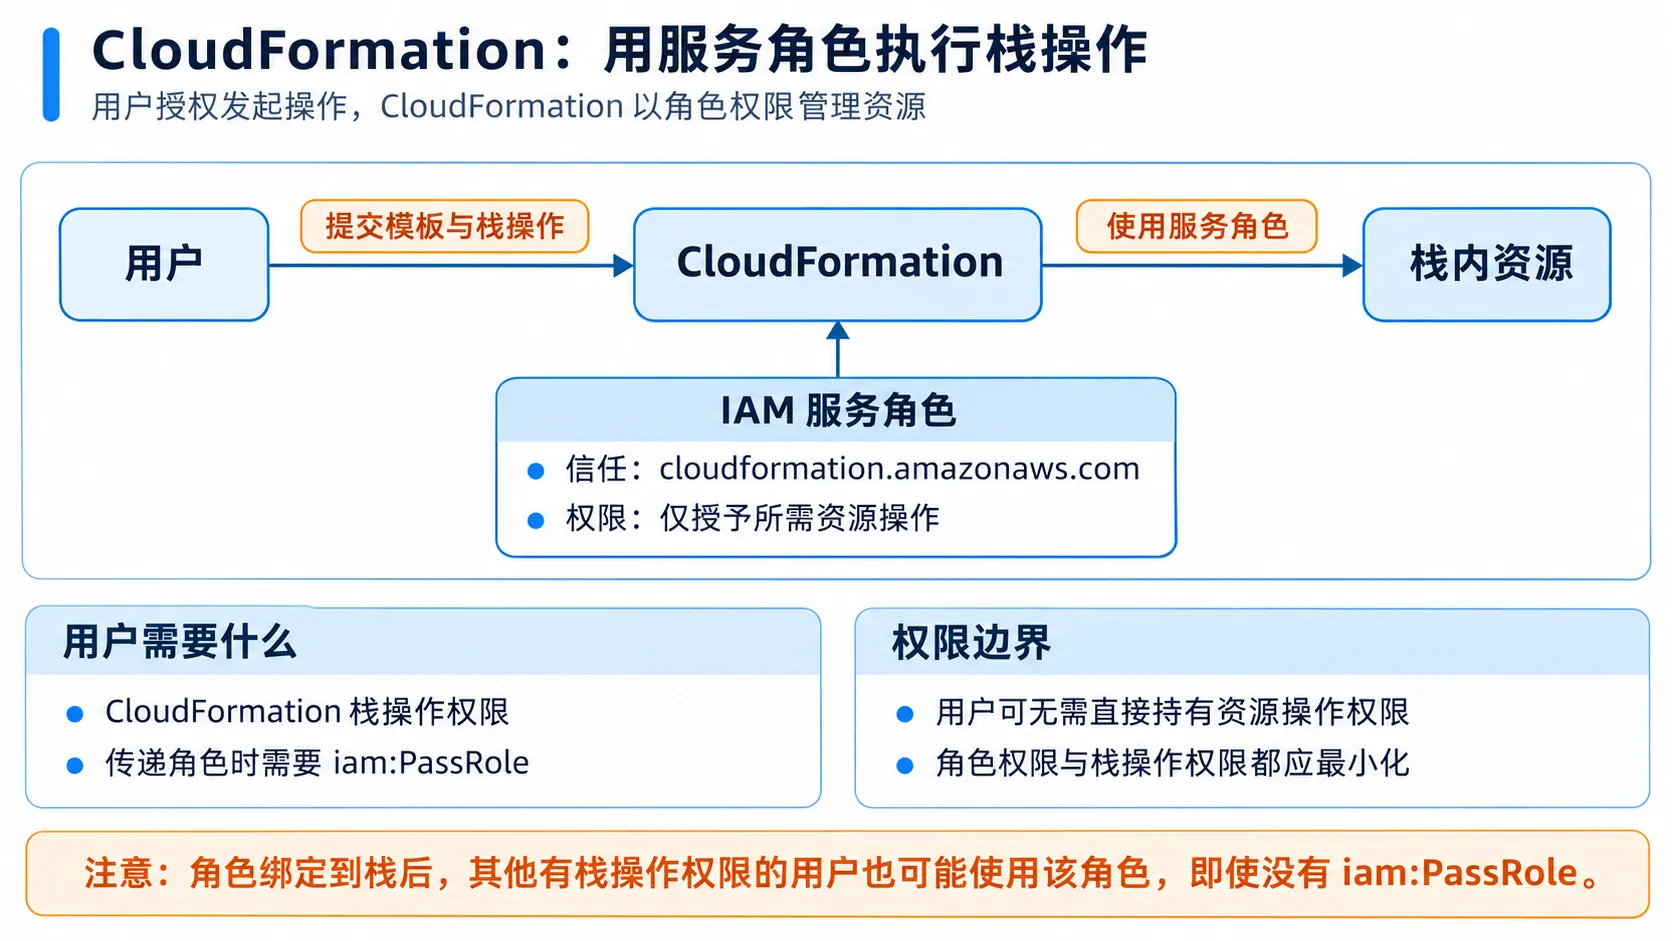 CloudFormation：用服务角色执行栈操作
用户授权发起操作，CloudFormation 以角色权限管理资源
用户
提交模板与栈操作
CloudFormation
使用服务角色
栈内资源
IAM 服务角色
信任：cloudformation.amazonaws.com
权限：仅授予所需资源操作
用户需要什么
CloudFormation 栈操作权限
传递角色时需要 iam:PassRole
权限边界
用户可无需直接持有资源操作权限
角色权限与栈操作权限都应最小化
注意：角色绑定到栈后，其他有栈操作权限的用户也可能使用该角色，即使没有 iam:PassRole。